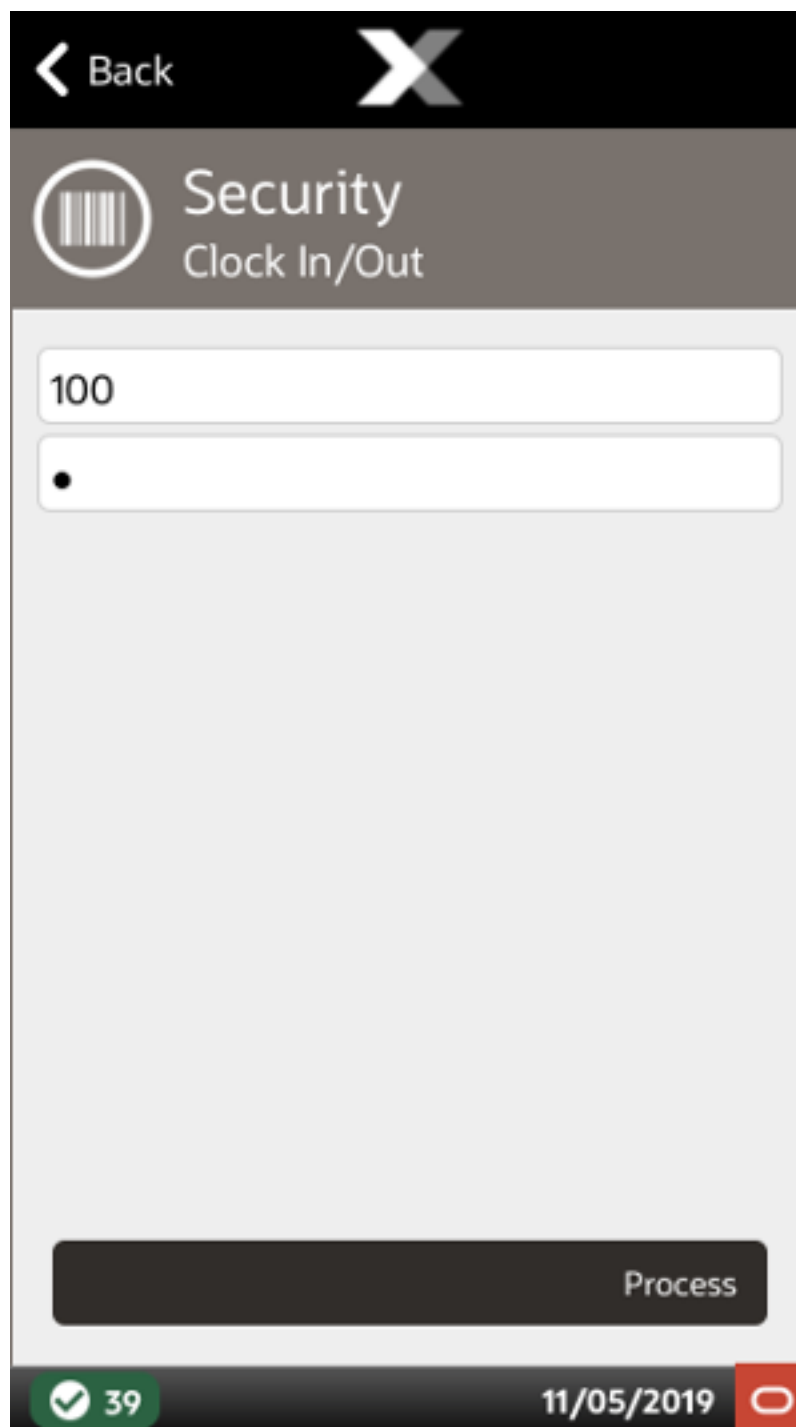 Back
Security
Clock In/Out
100
•
Process
39
11/05/2019